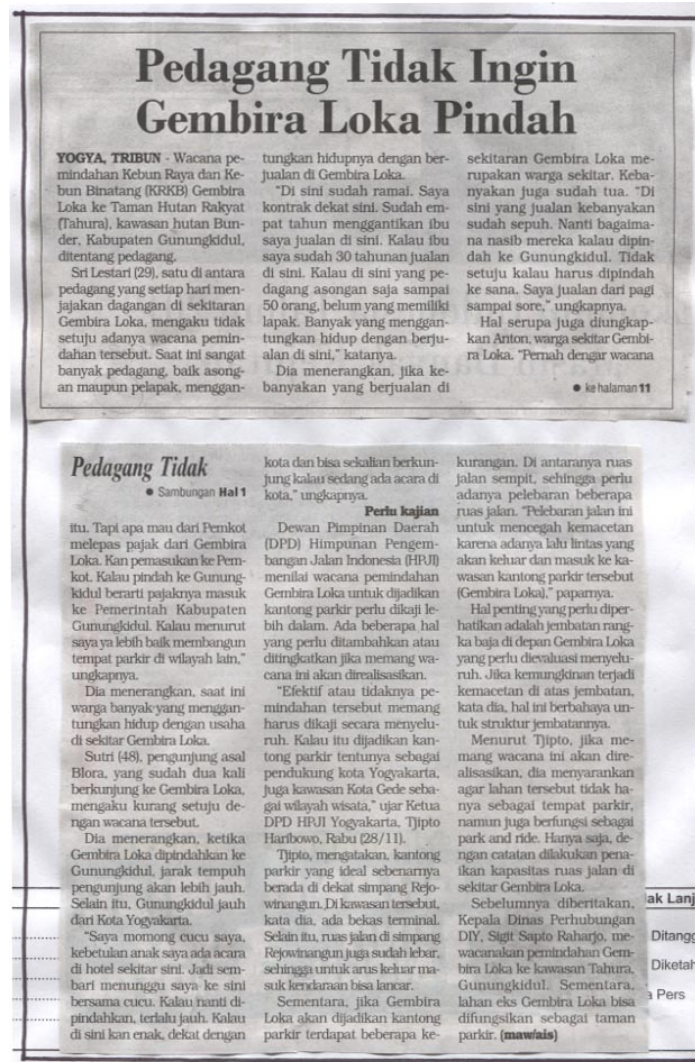 Pedagang Tidak Ingin
Gembira Loka Pindah
YOGYA, TRIBUN - Wacana pe-
mindahan Kebun Raya dan Ke-
bun Binatang (KRKB) Gembira
Loka ke Taman Hutan Rakyat
(Tahura), kawasan hutan Bun-
der, Kabupaten Gunungkidul,
ditentang pedagang.
Sri Lestari (29), satu di antara
pedagang yang setiap hari men-
jajakan dagangan di sekitaran
Gembira Loka, mengaku tidak
setuju adanya wacana pemin-
dahan tersebut. Saat ini sangat
banyak pedagang, baik asong-
an maupun pelapak, menggan-
tungkan hidupnya dengan ber-
jualan di Gembira Loka.
"Di sini sudah ramai. Saya
kontrak dekat sini. Sudah em-
pat tahun menggantikan ibu
saya jualan di sini. Kalau ibu
saya sudah 30 tahunan jualan
di sini. Kalau di sini yang pe-
dagang asongan saja sampai
50 orang, belum yang memiliki
lapak. Banyak yang menggan-
tungkan hidup dengan berju-
alan di sini," katanya.
Dia menerangkan, jika ke-
banyakan yang berjualan di
sekitaran Gembira Loka me-
rupakan warga sekitar. Keba-
nyakan juga sudah tua. "Di
sini yang jualan kebanyakan
sudah sepuh. Nanti bagaima-
na nasib mereka kalau dipin-
dah ke Gunungkidul. Tidak
setuju kalau harus dipindah
ke sana. Saya jualan dari pagi
sampai sore," ungkapnya.
Hal serupa juga diungkap-
kan Anton, warga sekitar Gembi-
ra Loka. "Pernah dengar wacana
● ke halaman 11
Pedagang Tidak
● Sambungan Hal 1
itu. Tapi apa mau dari Pemkot
melepas pajak dari Gembira
Loka. Kan pemasukan ke Pem-
kot. Kalau pindah ke Gunung-
kidul berarti pajaknya masuk
ke Pemerintah Kabupaten
Gunungkidul. Kalau menurut
saya ya lebih baik membangun
tempat parkir di wilayah lain,"
ungkapnya.
Dia menerangkan, saat ini
warga banyak yang menggan-
tungkan hidup dengan usaha
di sekitar Gembira Loka.
Sutri (48), pengunjung asal
Blora, yang sudah dua kali
berkunjung ke Gembira Loka,
mengaku kurang setuju de-
ngan wacana tersebut.
Dia menerangkan, ketika
Gembira Loka dipindahkan ke
Gunungkidul, jarak tempuh
pengunjung akan lebih jauh.
Selain itu, Gunungkidul jauh
dari Kota Yogyakarta.
"Saya momong cucu saya,
kebetulan anak saya ada acara
di hotel sekitar sini. Jadi sem-
bari menunggu saya ke sini
bersama cucu. Kalau nanti di-
pindahkan, terlalu jauh. Kalau
di sini kan enak, dekat dengan
kota dan bisa sekalian berkun-
jung kalau sedang ada acara di
kota," ungkapnya.
Perlu kajian
Dewan Pimpinan Daerah
(DPD) Himpunan Pengem-
bangan Jalan Indonesia (HPJI)
menilai wacana pemindahan
Gembira Loka untuk dijadikan
kantong parkir perlu dikaji le-
bih dalam. Ada beberapa hal
yang perlu ditambahkan atau
ditingkatkan jika memang wa-
cana ini akan direalisasikan.
"Efektif atau tidaknya pe-
mindahan tersebut memang
harus dikaji secara menyelu-
ruh. Kalau itu dijadikan kan-
tong parkir tentunya sebagai
pendukung kota Yogyakarta,
juga kawasan Kota Gede seba-
gai wilayah wisata," ujar Ketua
DPD HPJI Yogyakarta, Tjipto
Haribowo, Rabu (28/11).
Tjipto, mengatakan, kantong
parkir yang ideal sebenarnya
berada di dekat simpang Rejo-
winangun. Di kawasan tersebut,
kata dia, ada bekas terminal.
Selain itu, ruas jalan di simpang
Rejowinangun juga sudah lebar,
sehingga untuk arus keluar ma-
suk kendaraan bisa lancar.
Sementara, jika Gembira
Loka akan dijadikan kantong
parkir terdapat beberapa ke-
kurangan. Di antaranya ruas
jalan sempit, sehingga perlu
adanya pelebaran beberapa
ruas jalan. "Pelebaran jalan ini
untuk mencegah kemacetan
karena adanya lalu lintas yang
akan keluar dan masuk ke ka-
wasan kantong parkir tersebut
(Gembira Loka)," paparnya.
Hal penting yang perlu diper-
hatikan adalah jembatan rang-
ka baja di depan Gembira Loka
yang perlu dievaluasi menyelu-
ruh. Jika kemungkinan terjadi
kemacetan di atas jembatan,
kata dia, hal ini berbahaya un-
tuk struktur jembatannya.
Menurut Tjipto, jika me-
mang wacana ini akan dire-
alisasikan, dia menyarankan
agar lahan tersebut tidak ha-
nya sebagai tempat parkir,
namun juga berfungsi sebagai
park and ride. Hanya saja, de-
ngan catatan dilakukan pena-
ikan kapasitas ruas jalan di
sekitar Gembira Loka.
Sebelumnya diberitakan,
Kepala Dinas Perhubungan
DIY, Sigit Sapto Raharjo, me-
wacanakan pemindahan Gem-
bira Loka ke kawasan Tahura,
Gunungkidul. Sementara,
lahan eks Gembira Loka bisa
difungsikan sebagai taman
parkir. (maw/ais)
ak Lanj
Ditangg
Diketah
Pers